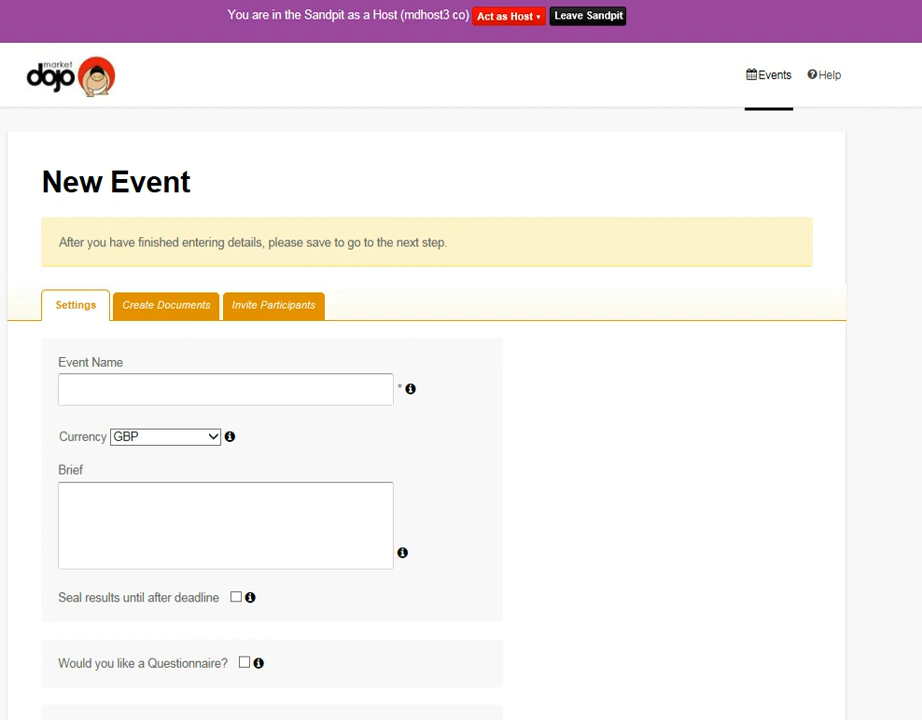 You are in the Sandpit as a Host (mdhost3 co) Act as Host Leave Sandpit
market
dojo
Events Help
New Event
After you have finished entering details, please save to go to the next step.
Settings Create Documents Invite Participants
Event Name
*
Currency GBP
Brief
Seal results until after deadline
Would you like a Questionnaire?